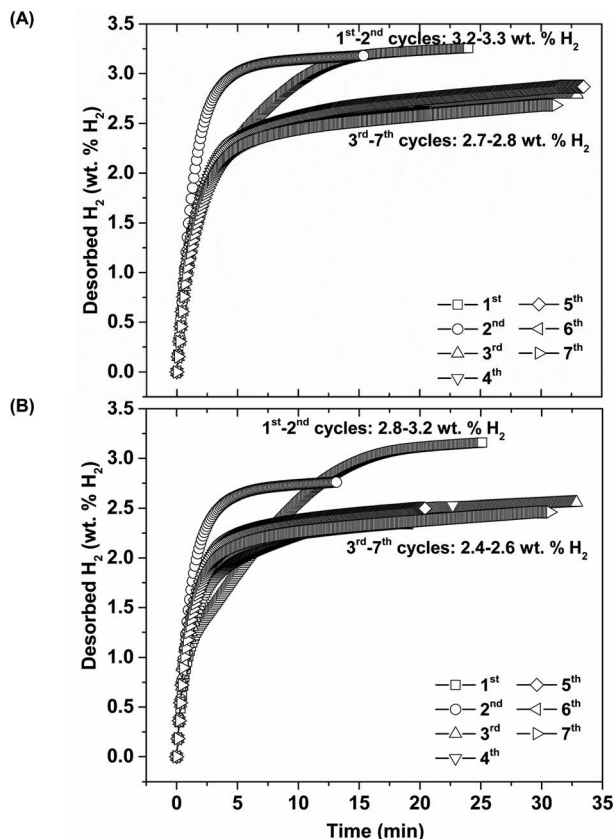 (A)
1st-2nd cycles: 3.2-3.3 wt. % H2
3rd-7th cycles: 2.7-2.8 wt. % H2
Desorbed H2 (wt. % H2)
3.5
3.0
2.5
2.0
1.5
1.0
0.5
0.0
1st
2nd
3rd
4th
5th
6th
7th
(B)
1st-2nd cycles: 2.8-3.2 wt. % H2
3rd-7th cycles: 2.4-2.6 wt. % H2
Desorbed H2 (wt. % H2)
3.5
3.0
2.5
2.0
1.5
1.0
0.5
0.0
1st
2nd
3rd
4th
5th
6th
7th
0 5 10 15 20 25 30 35
Time (min)